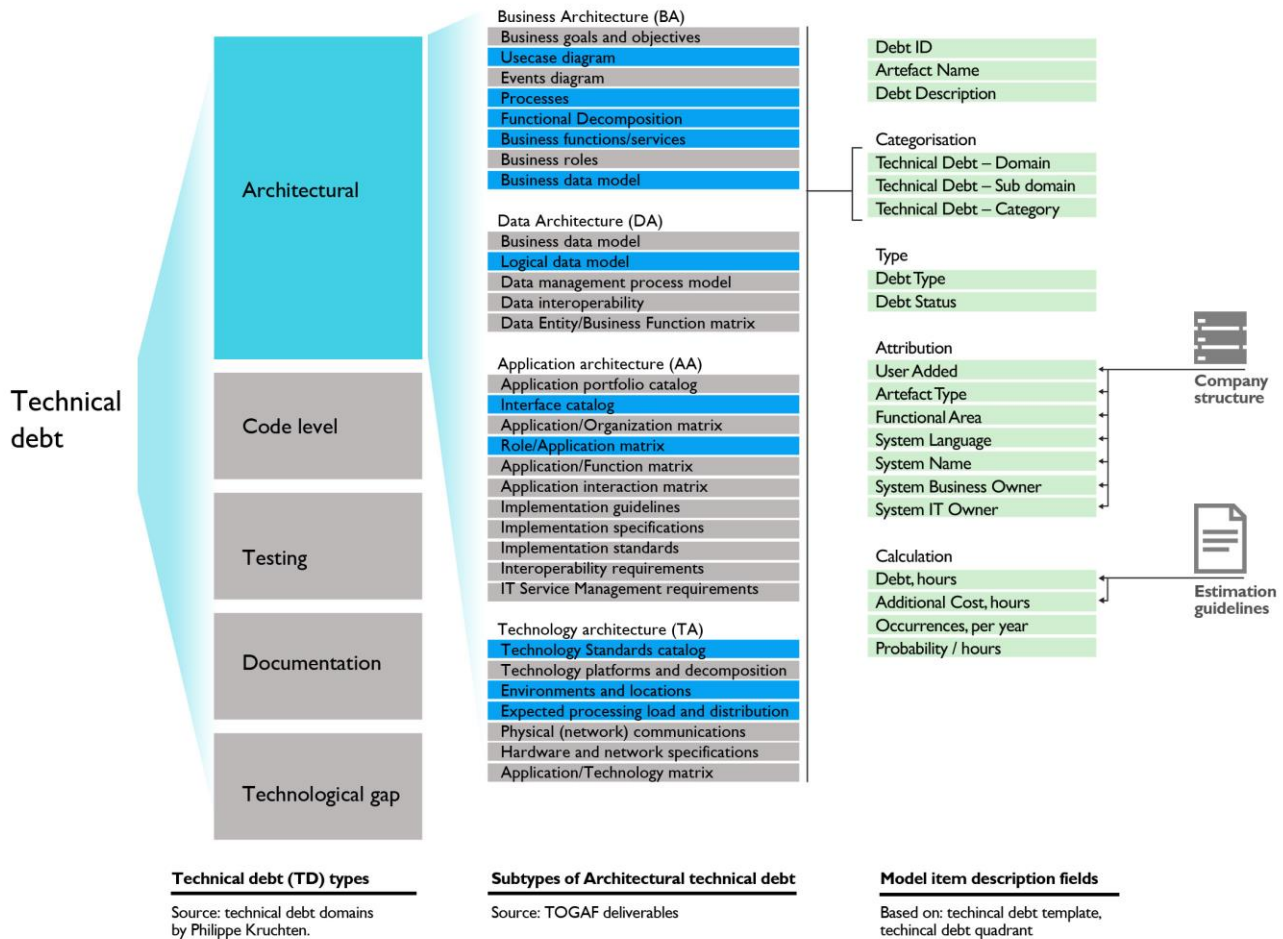 Technical
debt
Architectural
Code level
Testing
Documentation
Technological gap
Technical debt (TD) types
Source: technical debt domains
by Philippe Kruchten.
Business Architecture (BA)
Business goals and objectives
Usecase diagram
Events diagram
Processes
Functional Decomposition
Business functions/services
Business roles
Business data model
Data Architecture (DA)
Business data model
Logical data model
Data management process model
Data interoperability
Data Entity/Business Function matrix
Application architecture (AA)
Application portfolio catalog
Interface catalog
Application/Organization matrix
Role/Application matrix
Application/Function matrix
Application interaction matrix
Implementation guidelines
Implementation specifications
Implementation standards
Interoperability requirements
IT Service Management requirements
Technology architecture (TA)
Technology Standards catalog
Technology platforms and decomposition
Environments and locations
Expected processing load and distribution
Physical (network) communications
Hardware and network specifications
Application/Technology matrix
Subtypes of Architectural technical debt
Source: TOGAF deliverables
Debt ID
Artefact Name
Debt Description
Categorisation
Technical Debt – Domain
Technical Debt – Sub domain
Technical Debt – Category
Type
Debt Type
Debt Status
Attribution
User Added
Artefact Type
Functional Area
System Language
System Name
System Business Owner
System IT Owner
Calculation
Debt, hours
Additional Cost, hours
Occurrences, per year
Probability / hours
Model item description fields
Based on: techincal debt template,
techincal debt quadrant
Company
structure
Estimation
guidelines